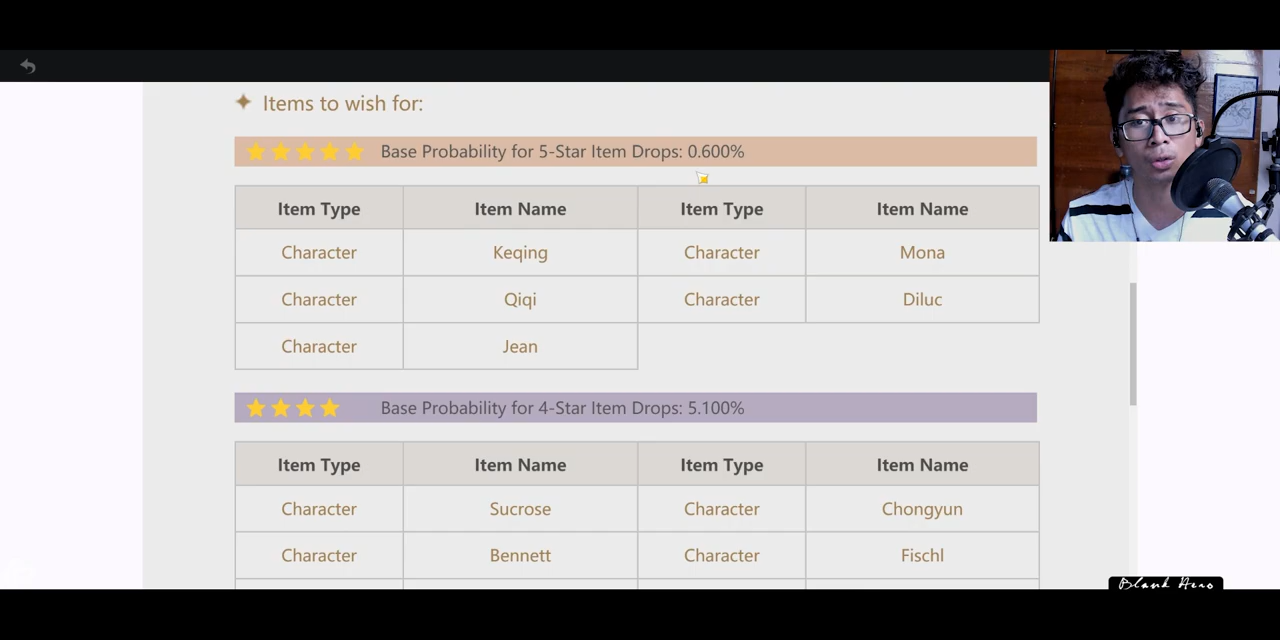 Items to wish for:
Base Probability for 5-Star Item Drops: 0.600%
Item Type Item Name Item Type Item Name
Character Keqing Character Mona
Character Qiqi Character Diluc
Character Jean
Base Probability for 4-Star Item Drops: 5.100%
Item Type Item Name Item Type Item Name
Character Sucrose Character Chongyun
Character Bennett Character Fischl
Blank Hero